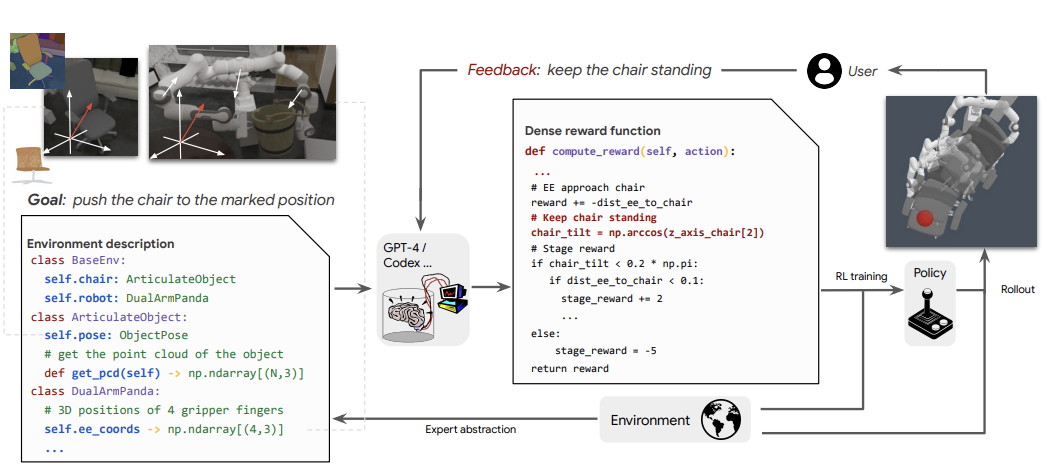 Feedback: keep the chair standing
User
Goal: push the chair to the marked position
Environment description
class BaseEnv:
self.chair: ArticulateObject
self.robot: DualArmPanda
class ArticulateObject:
self.pose: ObjectPose
# get the point cloud of the object
def get_pcd(self) -> np.ndarray[(N,3)]
class DualArmPanda:
# 3D positions of 4 gripper fingers
self.ee_coords -> np.ndarray[(4,3)]
...
GPT-4 /
Codex ...
Dense reward function
def compute_reward(self, action):
...
# EE approach chair
reward += -dist_ee_to_chair
# Keep chair standing
chair_tilt = np.arccos(z_axis_chair[2])
# Stage reward
if chair_tilt < 0.2 * np.pi:
if dist_ee_to_chair < 0.1:
stage_reward += 2
...
else:
stage_reward = -5
return reward
RL training
Policy
Rollout
Environment
Expert abstraction